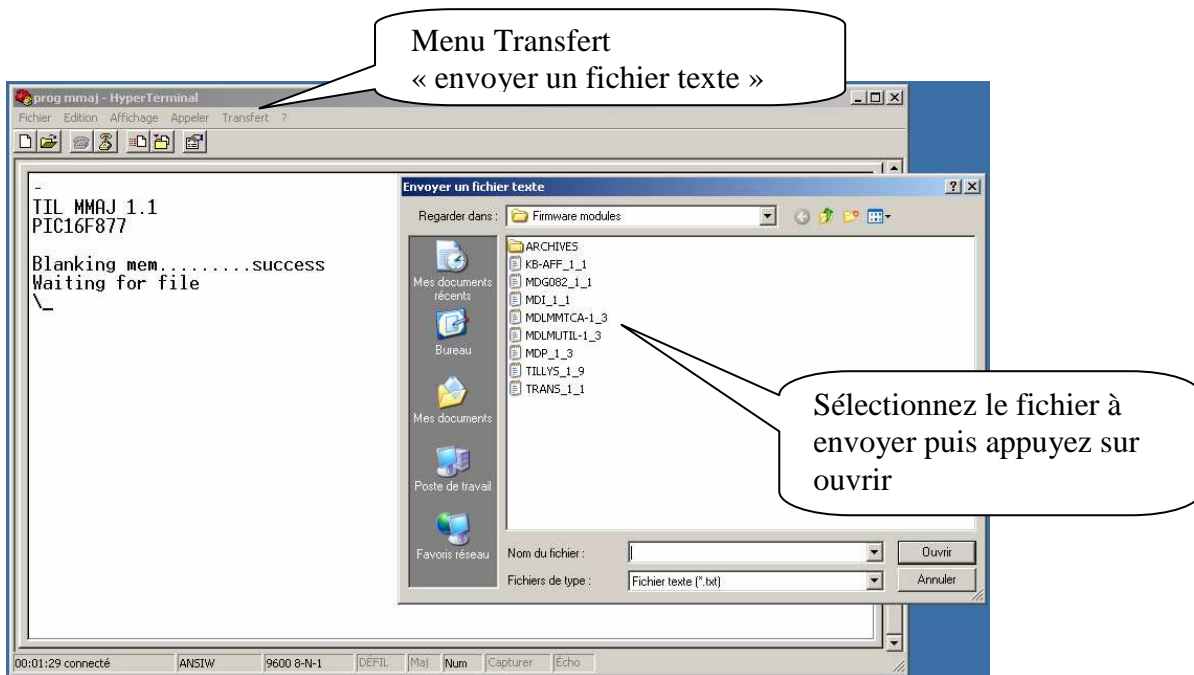 Menu Transfert
« envoyer un fichier texte »
prog mmaj - HyperTerminal
Fichier Edition Affichage Appeler Transfert ?
-
TIL MMAJ 1.1
PIC16F877
Blanking mem.........success
Waiting for file
\_
Envoyer un fichier texte
Regarder dans : Firmware modules
Mes documents récents
Bureau
Mes documents
Poste de travail
Favoris réseau
ARCHIVES
KB-AFF_1_1
MDG082_1_1
MDI_1_1
MDLMMTCA-1_3
MDLMUTIL-1_3
MDP_1_3
TILLYS_1_9
TRANS_1_1
Sélectionnez le fichier à
envoyer puis appuyez sur
ouvrir
Nom du fichier : Ouvrir
Fichiers de type : Fichier texte (*.txt) Annuler
00:01:29 connecté ANSIW 9600 8-N-1 DÉFIL Maj Num Capturer Écho